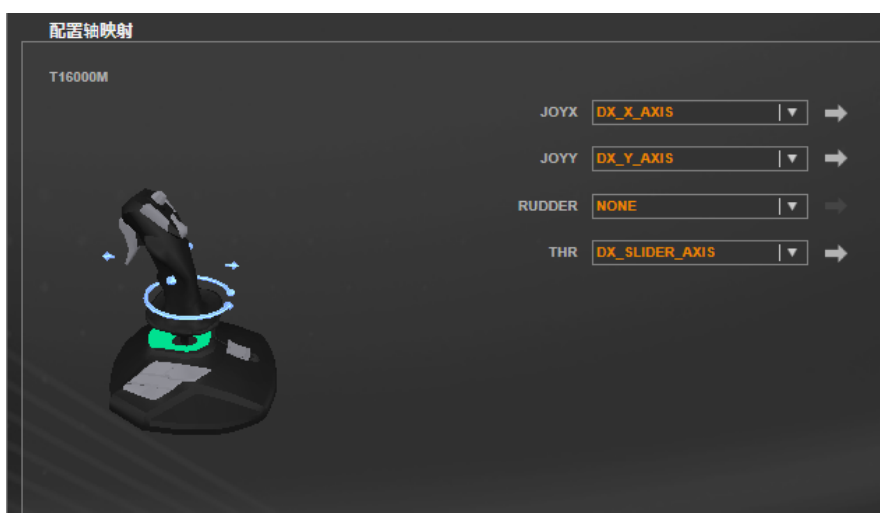 配置轴映射
T16000M
JOYX DX_X_AXIS
JOYY DX_Y_AXIS
RUDDER NONE
THR DX_SLIDER_AXIS